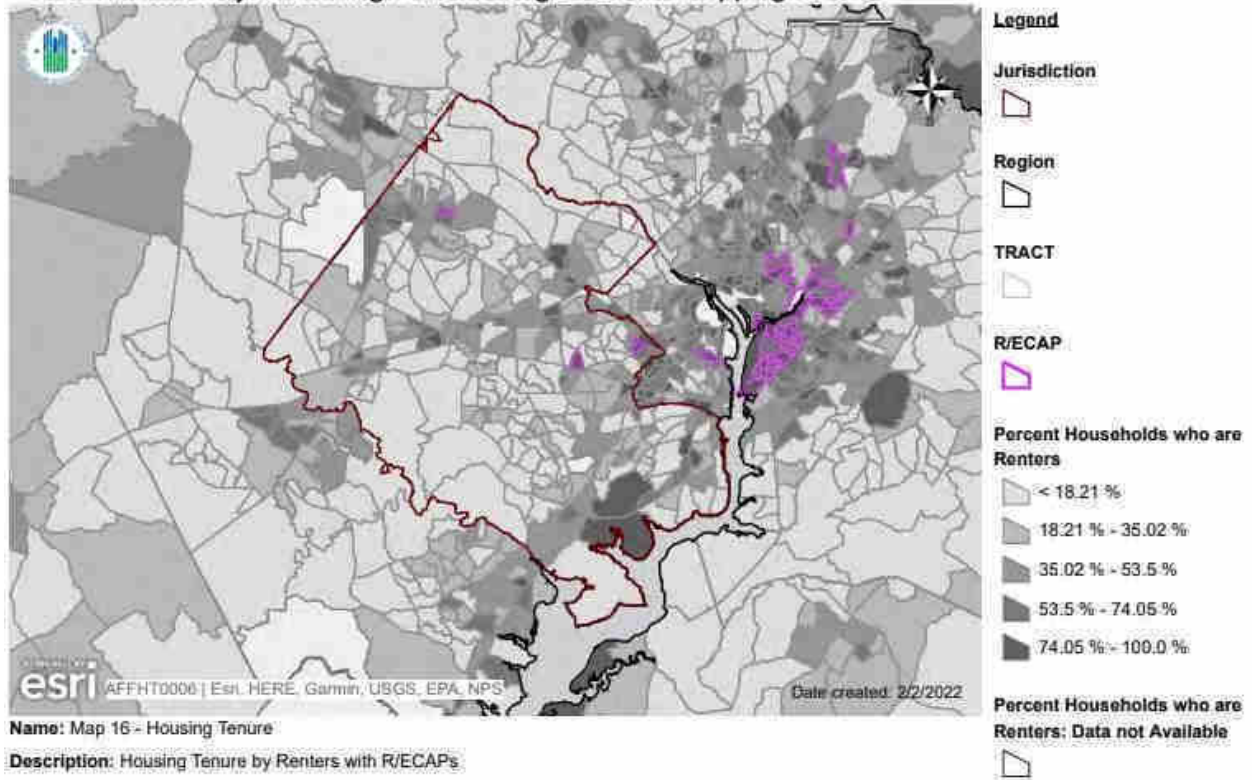 Legend
Jurisdiction
Region
TRACT
R/ECAP
Percent Households who are
Renters
< 18.21 %
18.21 % - 35.02 %
35.02 % - 53.5 %
53.5 % - 74.05 %
74.05 % - 100.0 %
Percent Households who are
Renters: Data not Available
esri
AFFHT0006 | Esri, HERE, Garmin, USGS, EPA, NPS
Date created: 2/2/2022
Name: Map 16 - Housing Tenure
Description: Housing Tenure by Renters with R/ECAPs